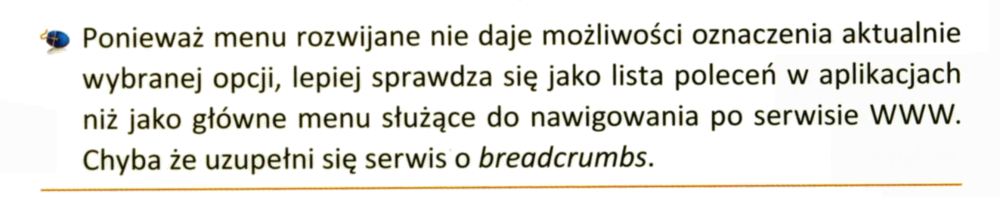 Ponieważ menu rozwijane nie daje możliwości oznaczenia aktualnie
wybranej opcji, lepiej sprawdza się jako lista poleceń w aplikacjach
niż jako główne menu służące do nawigowania po serwisie WWW.
Chyba że uzupełni się serwis o breadcrumbs.